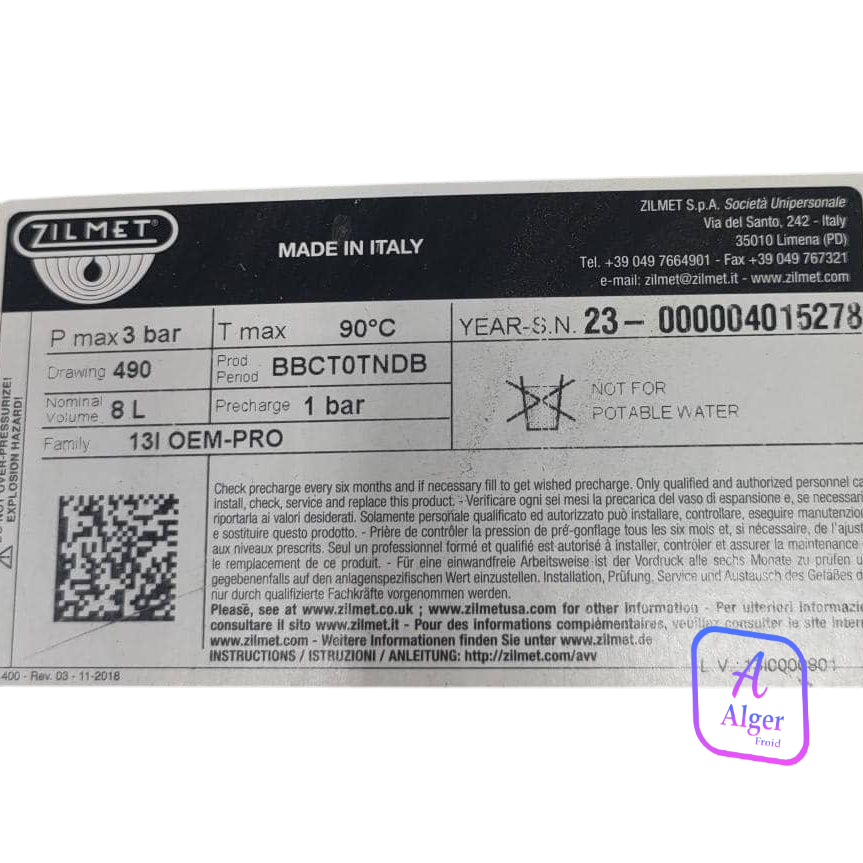 ZILMET®
MADE IN ITALY
ZILMET S.p.A. Società Unipersonale
Via del Santo, 242 - Italy
35010 Limena (PD)
Tel. +39 049 7664901 - Fax +39 049 767321
e-mail: zilmet@zilmet.it - www.zilmet.com
P max 3 bar
T max 90°C
YEAR-S.N. 23- 000004015278
Drawing 490
Prod. Period BBCT0TNDB
Nominal Volume 8 L
Precharge 1 bar
NOT FOR
POTABLE WATER
Family 13I OEM-PRO
OVER-PRESSURIZE!
EXPLOSION HAZARD!
Check precharge every six months and if necessary fill to get wished precharge. Only qualified and authorized personnel
install, check, service and replace this product. - Verificare ogni sei mesi la precarica del vaso di espansione e, se
riportarla ai valori desiderati. Solamente personale qualificato ed autorizzato può installare, controllare, eseguire
e sostituire questo prodotto. - Prière de contrôler la pression de pré-gonflage tous les six mois et, si nécessaire, de
aux niveaux prescrits. Seul un professionnel formé et qualifié est autorisé à installer, contrôler et assurer la maintenance
le remplacement de ce produit. - Für eine einwandfreie Arbeitsweise ist der Vordruck alle sechs Monate zu prüfen
gegebenenfalls auf den anlagenspezifischen Wert einzustellen. Installation, Prüfung, Service und Austausch des Gefäßes
nur durch qualifizierte Fachkräfte vorgenommen werden.
Please, see at www.zilmet.co.uk ; www.zilmetusa.com for other information - Per ulteriori
consultare il sito www.zilmet.it - Pour des informations complémentaires, veuillez consulter le site
www.zilmet.com - Weitere Informationen finden Sie unter www.zilmet.de
INSTRUCTIONS / ISTRUZIONI / ANLEITUNG: http://zilmet.com/avv
400 - Rev. 03 - 11-2018
L V.:
A
Alger
Froid